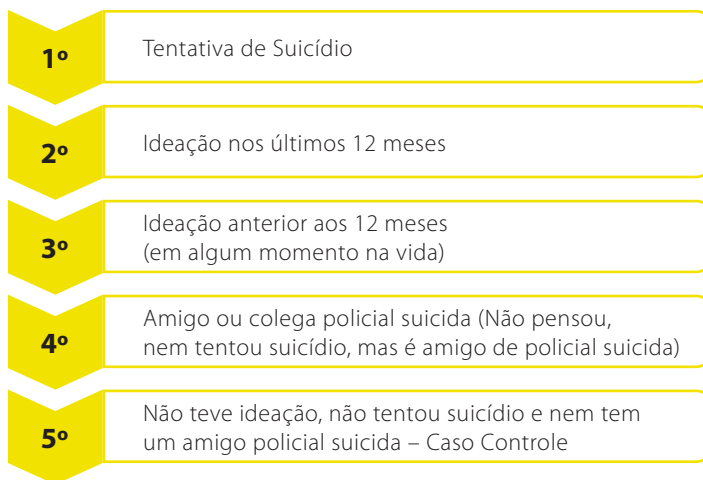 1º
Tentativa de Suicídio
2º
Ideação nos últimos 12 meses
3º
Ideação anterior aos 12 meses
(em algum momento na vida)
4º
Amigo ou colega policial suicida (Não pensou,
nem tentou suicídio, mas é amigo de policial suicida)
5º
Não teve ideação, não tentou suicídio e nem tem
um amigo policial suicida – Caso Controle